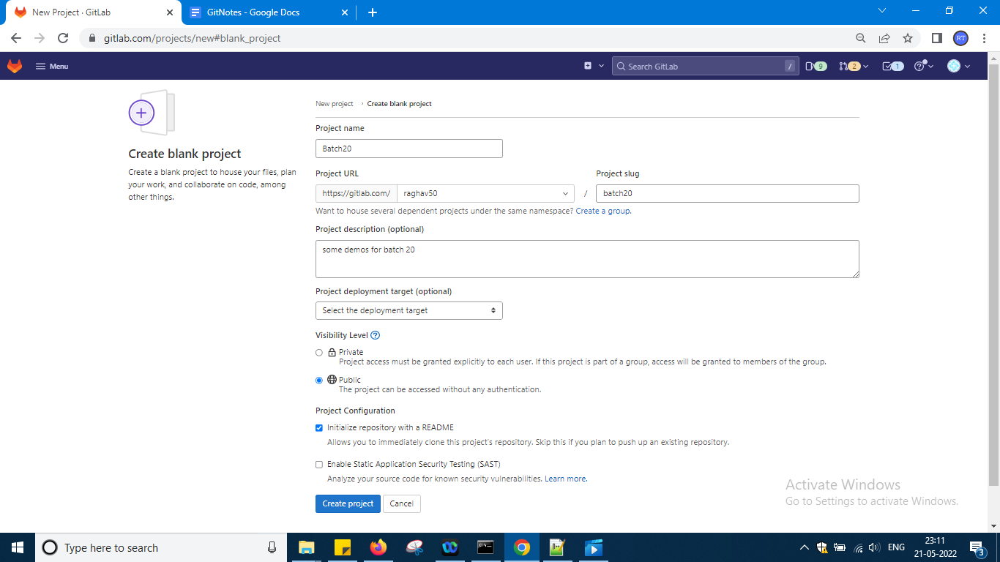 New Project · GitLab
GitNotes - Google Docs
gitlab.com/projects/new#blank_project
RT
Menu
Search GitLab
/
9
2
1
New project › Create blank project
Create blank project
Create a blank project to house your files, plan
your work, and collaborate on code, among
other things.
Project name
Batch20
Project URL
Project slug
https://gitlab.com/
raghav50
/
batch20
Want to house several dependent projects under the same namespace? Create a group.
Project description (optional)
some demos for batch 20
Project deployment target (optional)
Select the deployment target
Visibility Level
Private
Project access must be granted explicitly to each user. If this project is part of a group, access will be granted to members of the group.
Public
The project can be accessed without any authentication.
Project Configuration
Initialize repository with a README
Allows you to immediately clone this project's repository. Skip this if you plan to push up an existing repository.
Enable Static Application Security Testing (SAST)
Analyze your source code for known security vulnerabilities. Learn more.
Create project
Cancel
Activate Windows
Go to Settings to activate Windows.
Type here to search
ENG
23:11
21-05-2022
3